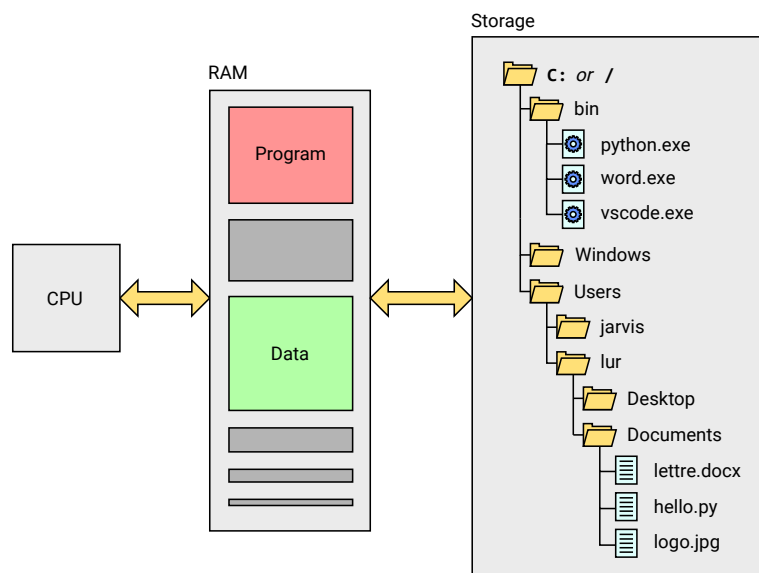 Storage
RAM
C: or /
bin
Program
python.exe
word.exe
vscode.exe
Windows
CPU
Users
jarvis
Data
lur
Desktop
Documents
lettre.docx
hello.py
logo.jpg